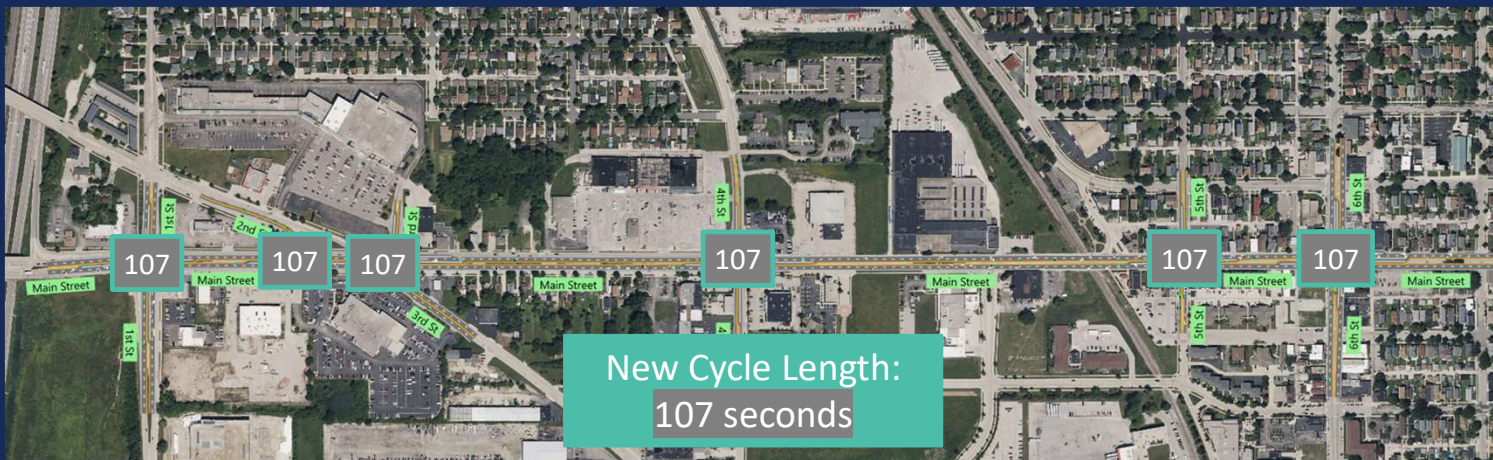 1st St
2nd S
3rd St
4th St
5th St
6th St
107
107
107
107
107
107
Main Street
Main Street
Main Street
Main Street
Main Street
Main Street
1st St
3rd St
4
5th St
6th St
New Cycle Length:
107 seconds